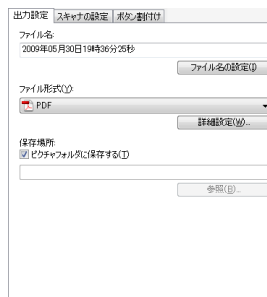 出力設定 スキャナの設定 ボタン割付け
ファイル名:
2009年05月30日19時36分25秒
ファイル名の設定(I)
ファイル形式(Y):
PDF
詳細設定(W)...
保存場所:
ピクチャフォルダに保存する(T)
参照(B)...